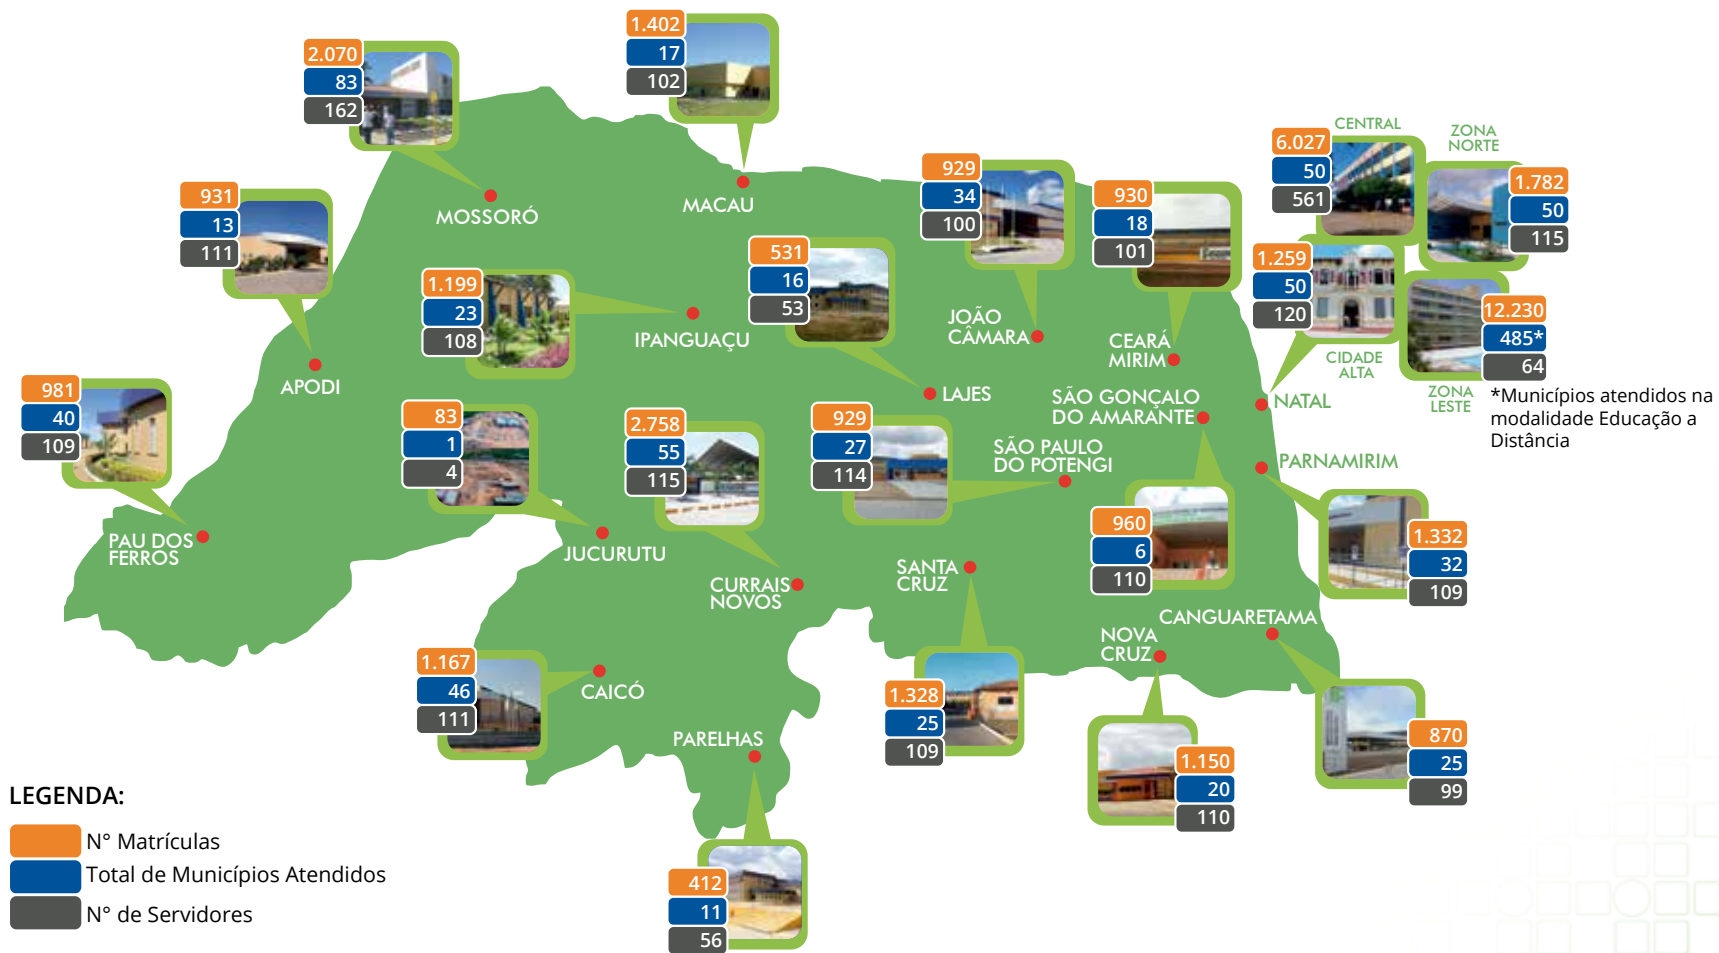 1.402
17
102
2.070
83
162
CENTRAL
ZONA
NORTE
6.027
50
561
929
34
100
1.782
50
115
931
13
111
930
18
101
MOSSORÓ
MACAU
531
16
53
1.259
50
120
1.199
23
108
12.230
485*
64
IPANGUAÇU
JOÃO
CÂMARA
CEARÁ
MIRIM
CIDADE
ALTA
ZONA
LESTE
*Municípios atendidos na
modalidade Educação a
Distância
APODI
981
40
109
LAJES
SÃO GONÇALO
DO AMARANTE
NATAL
83
1
4
2.758
55
115
929
27
114
SÃO PAULO
DO POTENGI
PARNAMIRIM
960
6
110
1.332
32
109
PAU DOS
FERROS
JUCURUTU
CURRAIS
NOVOS
SANTA
CRUZ
CANGUARETAMA
NOVA
CRUZ
1.167
46
111
CAICÓ
1.328
25
109
PARELHAS
1.150
20
110
870
25
99
LEGENDA:
N° Matrículas
Total de Municípios Atendidos
N° de Servidores
412
11
56